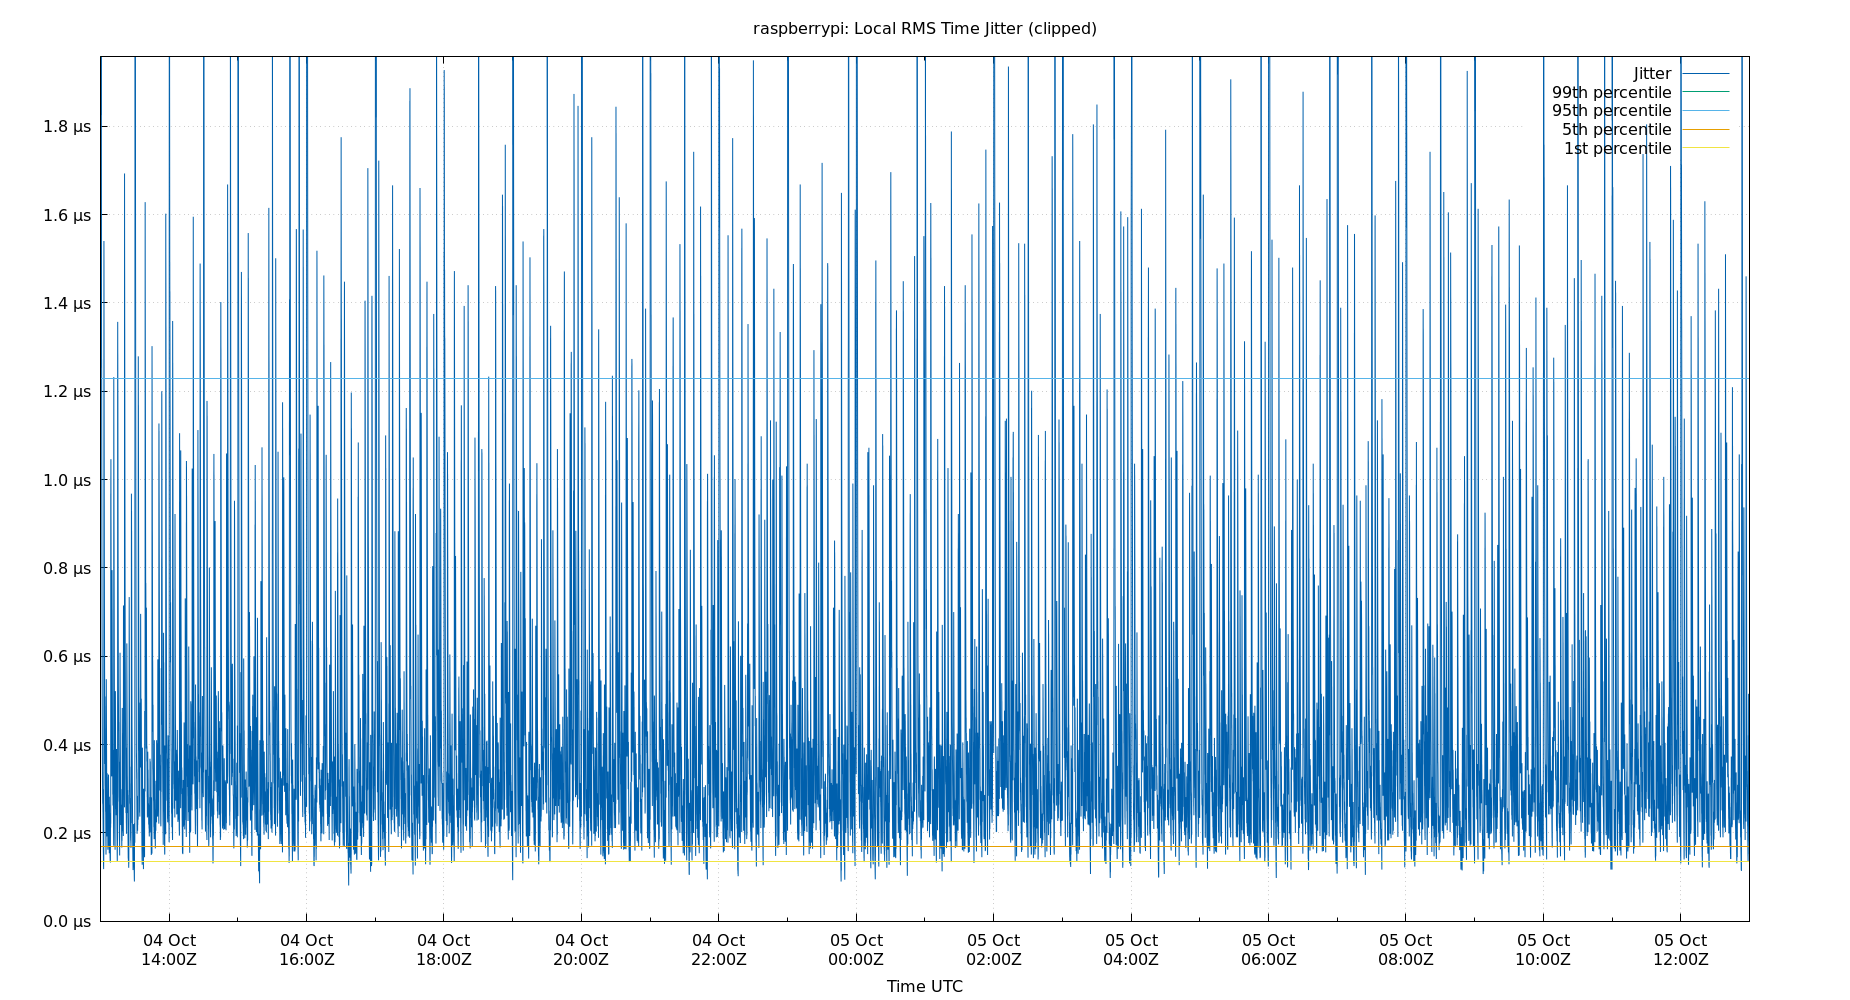 raspberrypi: Local RMS Time Jitter (clipped)
Jitter
99th percentile
95th percentile
5th percentile
1st percentile
1.8 µs
1.6 µs
1.4 µs
1.2 µs
1.0 µs
0.8 µs
0.6 µs
0.4 µs
0.2 µs
0.0 µs
04 Oct 04 Oct 04 Oct 04 Oct 04 Oct 05 Oct 05 Oct 05 Oct 05 Oct 05 Oct 05 Oct 05 Oct
14:00Z 16:00Z 18:00Z 20:00Z 22:00Z 00:00Z 02:00Z 04:00Z 06:00Z 08:00Z 10:00Z 12:00Z
Time UTC